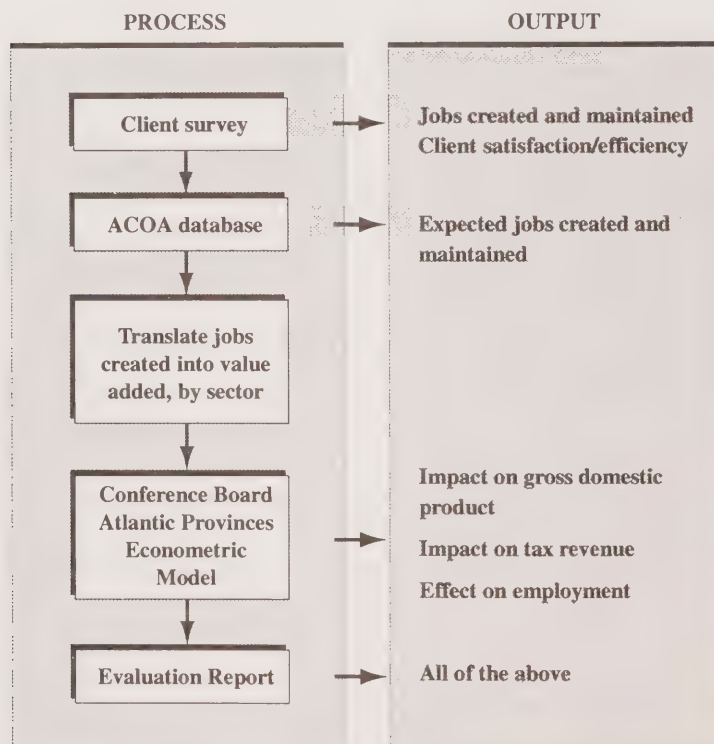 PROCESS
OUTPUT
Client survey
Jobs created and maintained
Client satisfaction/efficiency
ACOA database
Expected jobs created and
maintained
Translate jobs
created into value
added, by sector
Conference Board
Atlantic Provinces
Econometric
Model
Impact on gross domestic
product
Impact on tax revenue
Effect on employment
Evaluation Report
All of the above